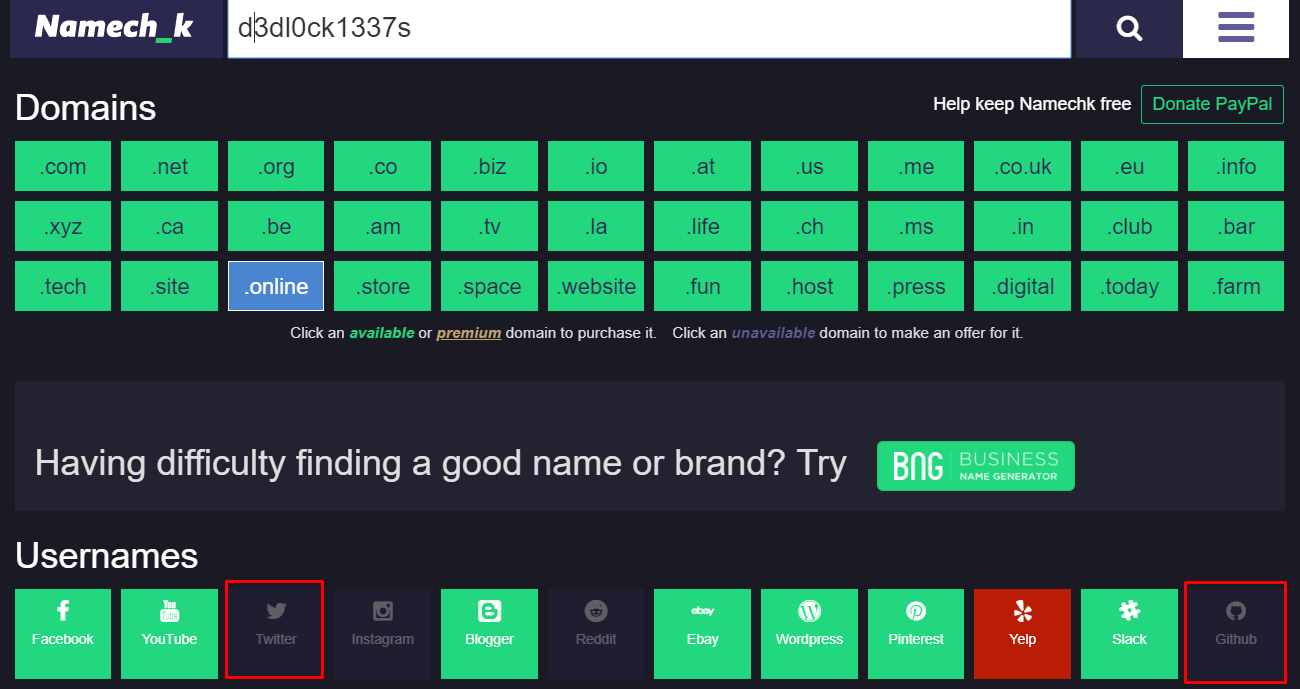 Namech_k
d3dl0ck1337s
Domains
Help keep Namechk free Donate PayPal
.com .net .org .co .biz .io .at .us .me .co.uk .eu .info
.xyz .ca .be .am .tv .la .life .ch .ms .in .club .bar
.tech .site .online .store .space .website .fun .host .press .digital .today .farm
Click an available or premium domain to purchase it. Click an unavailable domain to make an offer for it.
Having difficulty finding a good name or brand? Try BNG BUSINESS NAME GENERATOR
Usernames
You Tube ebay
Facebook YouTube Twitter Instagram Blogger Reddit Ebay Wordpress Pinterest Yelp Slack Github